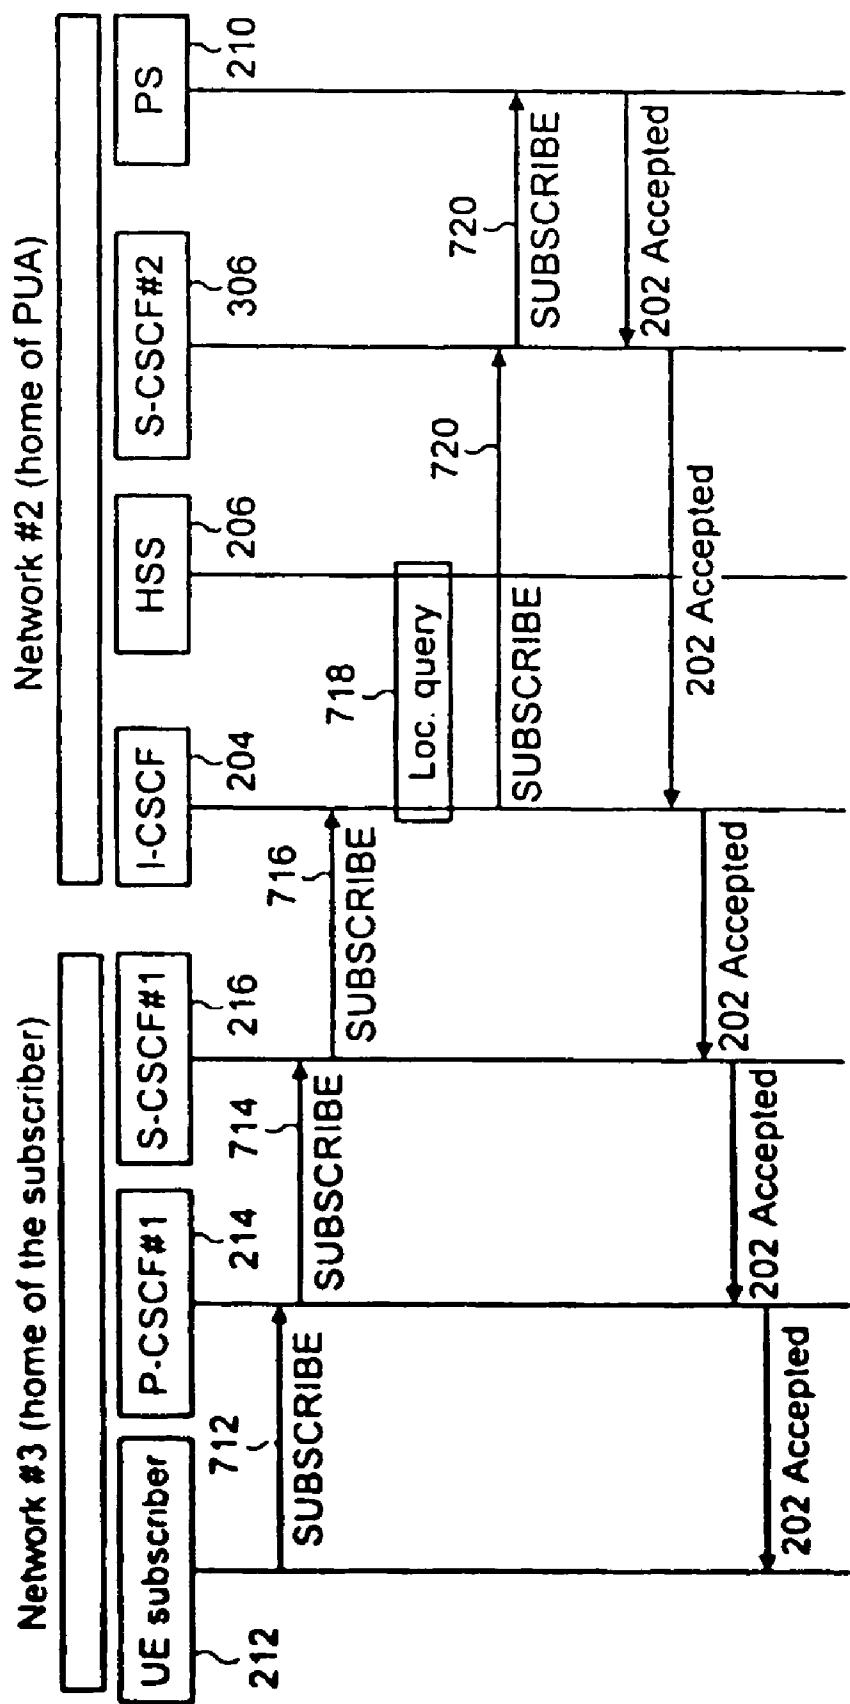 Network #3 (home of the subscriber)
Network #2 (home of PUA)
UE subscriber
P-CSCF#1
S-CSCF#1
I-CSCF
HSS
S-CSCF#2
PS
212
214
216
204
206
306
210
712
SUBSCRIBE
714
SUBSCRIBE
716
SUBSCRIBE
718
Loc. query
720
SUBSCRIBE
720
SUBSCRIBE
202 Accepted
202 Accepted
202 Accepted
202 Accepted
202 Accepted